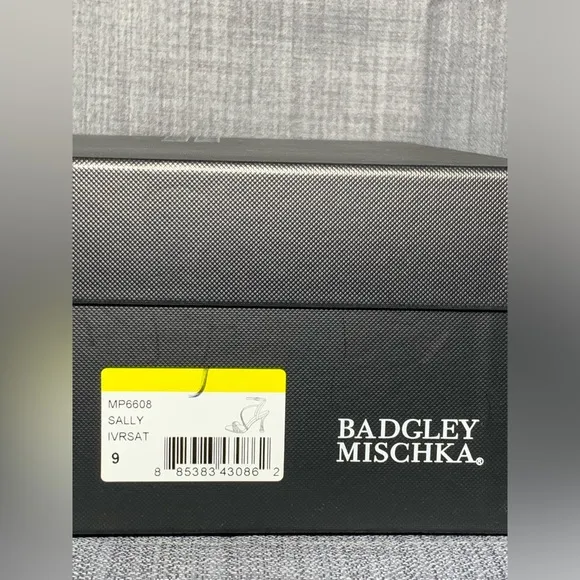 MP6608
SALLY
IVRSAT
9
8 85383 43086 2
BADGLEY
MISCHKA®